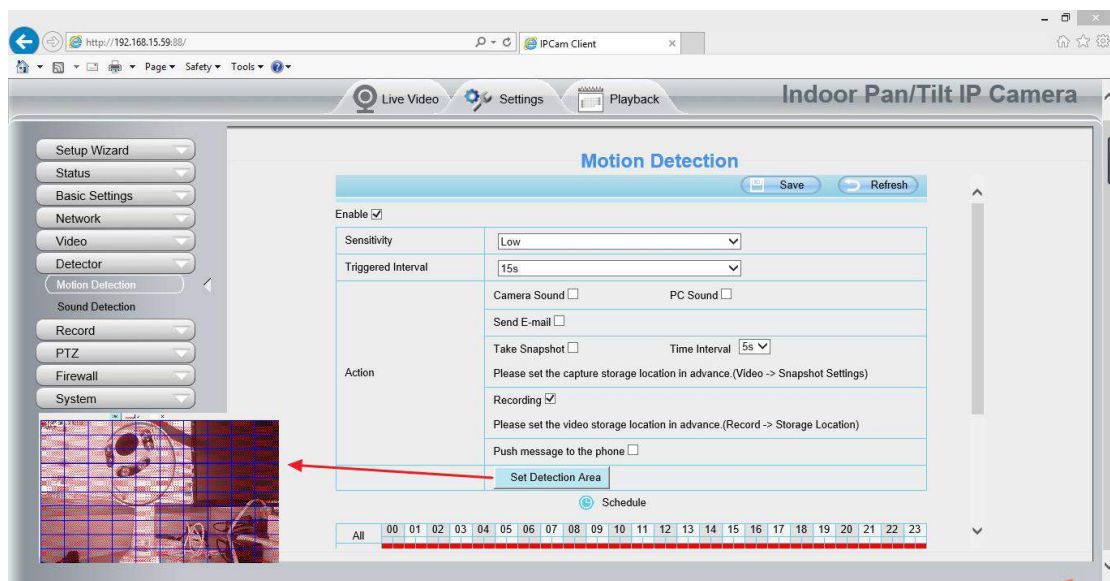 http://192.168.15.59:88/
IPCam Client
Page Safety Tools
Live Video
Settings
Playback
Indoor Pan/Tilt IP Camera
Setup Wizard
Status
Basic Settings
Network
Video
Detector
Motion Detection
Sound Detection
Record
PTZ
Firewall
System
Motion Detection
Save Refresh
Enable
Sensitivity Low
Triggered Interval 15s
Action
Camera Sound PC Sound
Send E-mail
Take Snapshot Time Interval 5s
Please set the capture storage location in advance.(Video -> Snapshot Settings)
Recording
Please set the video storage location in advance.(Record -> Storage Location)
Push message to the phone
Set Detection Area
Schedule
All 00 01 02 03 04 05 06 07 08 09 10 11 12 13 14 15 16 17 18 19 20 21 22 23